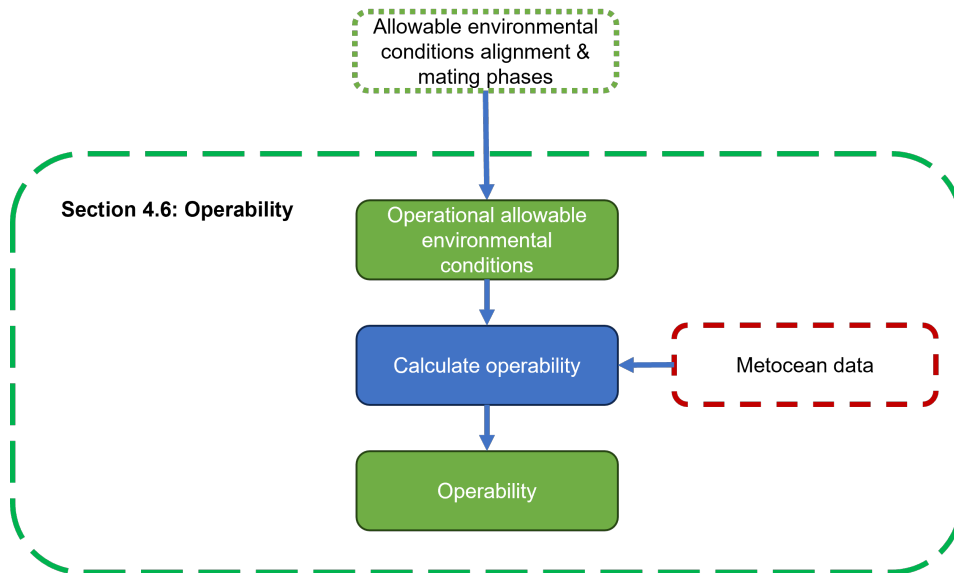 Allowable environmental
conditions alignment &
mating phases
Section 4.6: Operability
Operational allowable
environmental
conditions
Calculate operability
Metocean data
Operability